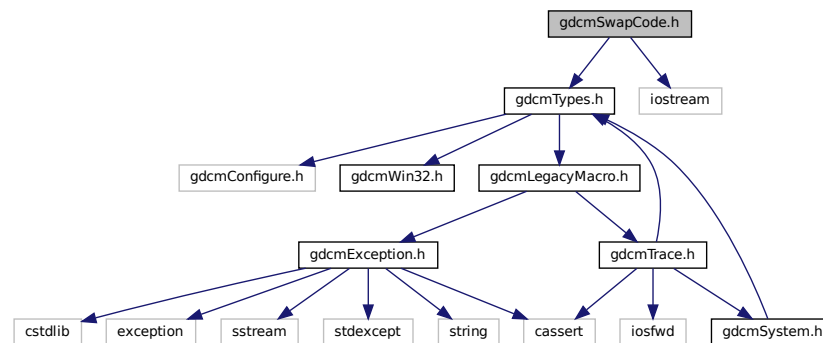 gdcmSwapCode.h
gdcmTypes.h
iostream
gdcmConfigure.h
gdcmWin32.h
gdcmLegacyMacro.h
gdcmException.h
gdcmTrace.h
cstdlib
exception
sstream
stdexcept
string
cassert
iosfwd
gdcmSystem.h